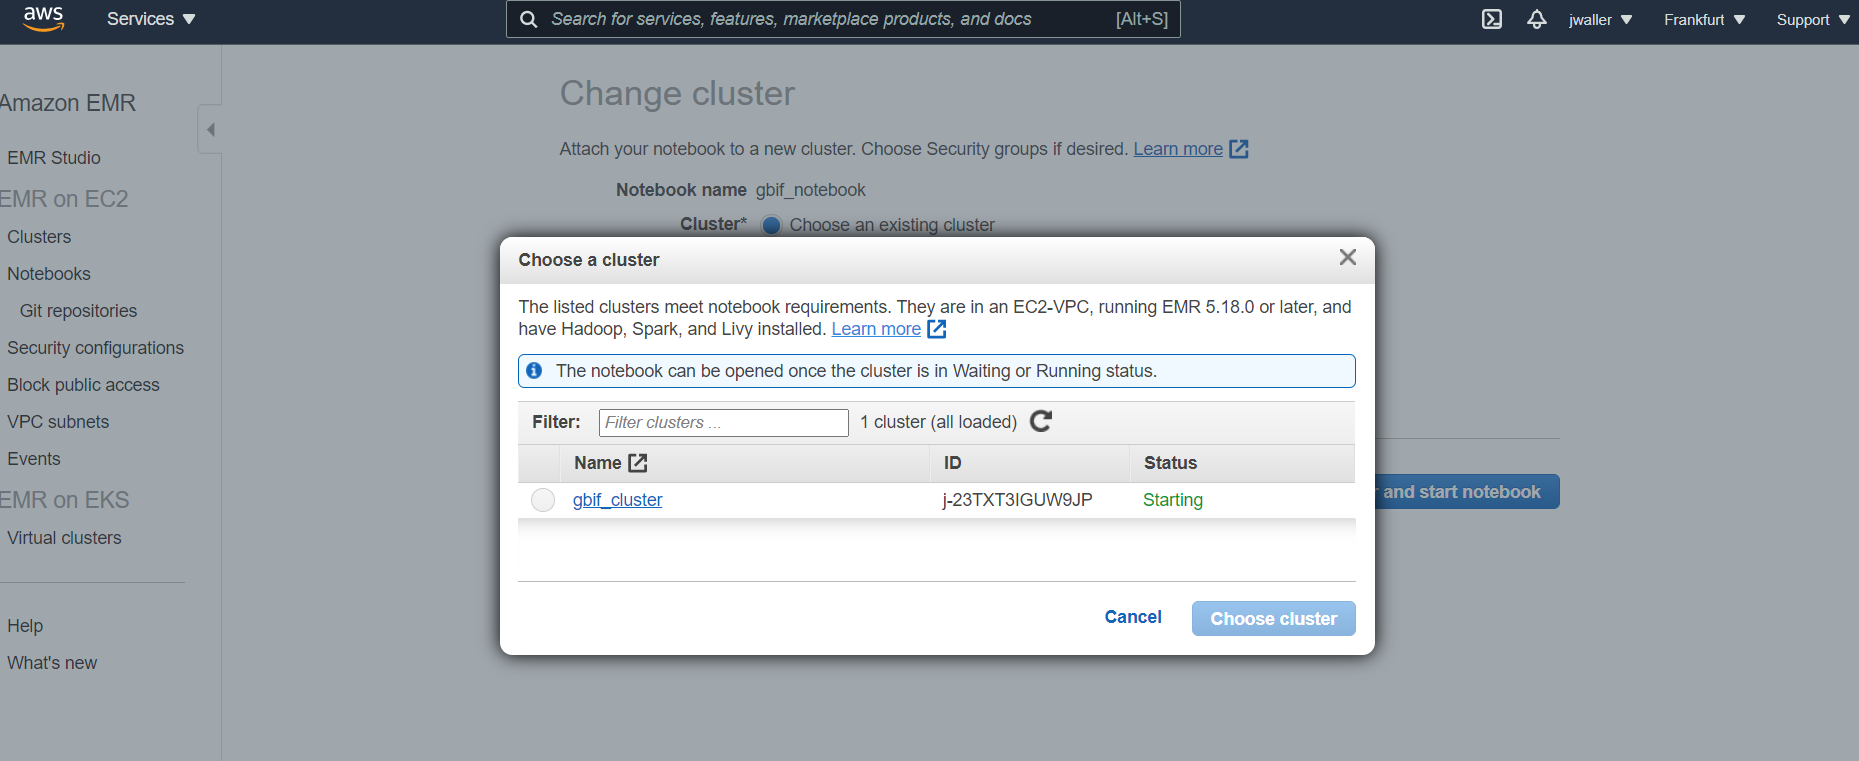 aws
Services
Search for services, features, marketplace products, and docs
[Alt+S]
jwaller
Frankfurt
Support
Amazon EMR
EMR Studio
EMR on EC2
Clusters
Notebooks
Git repositories
Security configurations
Block public access
VPC subnets
Events
EMR on EKS
Virtual clusters
Help
What's new
Change cluster
Attach your notebook to a new cluster. Choose Security groups if desired. Learn more
Notebook name gbif_notebook
Cluster* Choose an existing cluster
Choose a cluster
The listed clusters meet notebook requirements. They are in an EC2-VPC, running EMR 5.18.0 or later, and
have Hadoop, Spark, and Livy installed. Learn more
The notebook can be opened once the cluster is in Waiting or Running status.
Filter: Filter clusters ... 1 cluster (all loaded)
Name ID Status
gbif_cluster j-23TXT3IGUW9JP Starting
Cancel Choose cluster
and start notebook